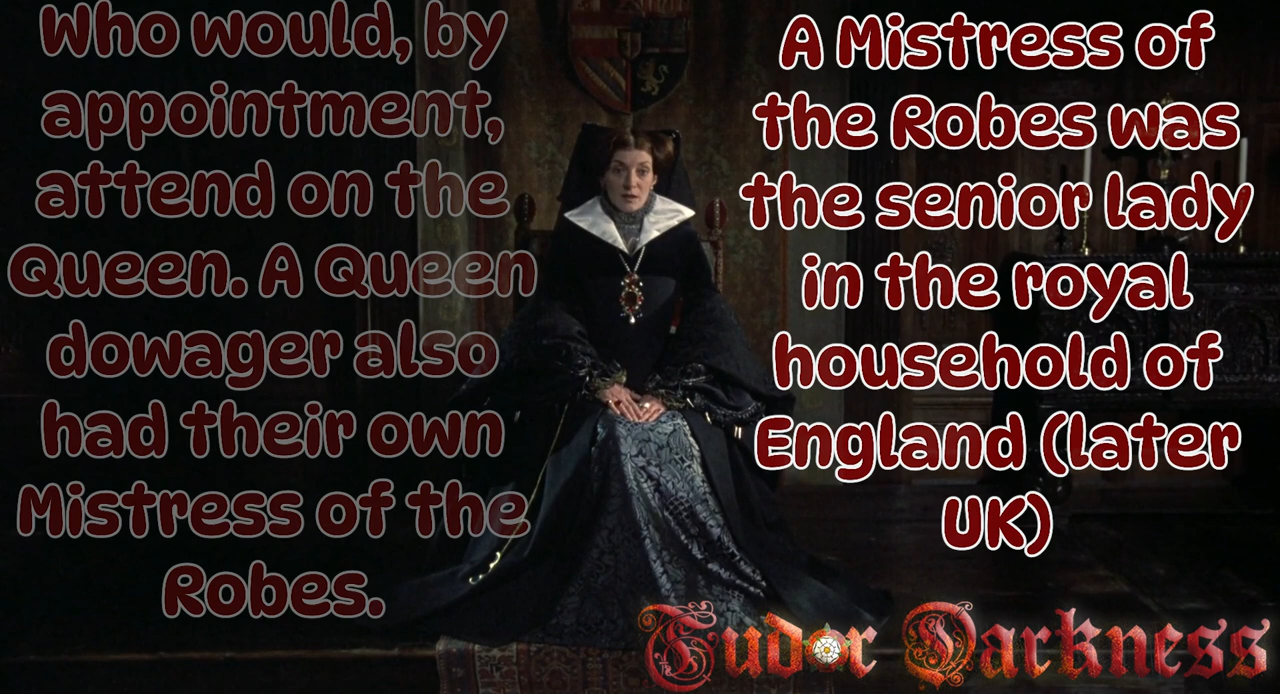 Who would, by
appointment,
attend on the
Queen. A Queen
dowager also
had their own
Mistress of the
Robes.
A Mistress of
the Robes was
the senior lady
in the royal
household of
England (later
UK)
Tudor Darkness